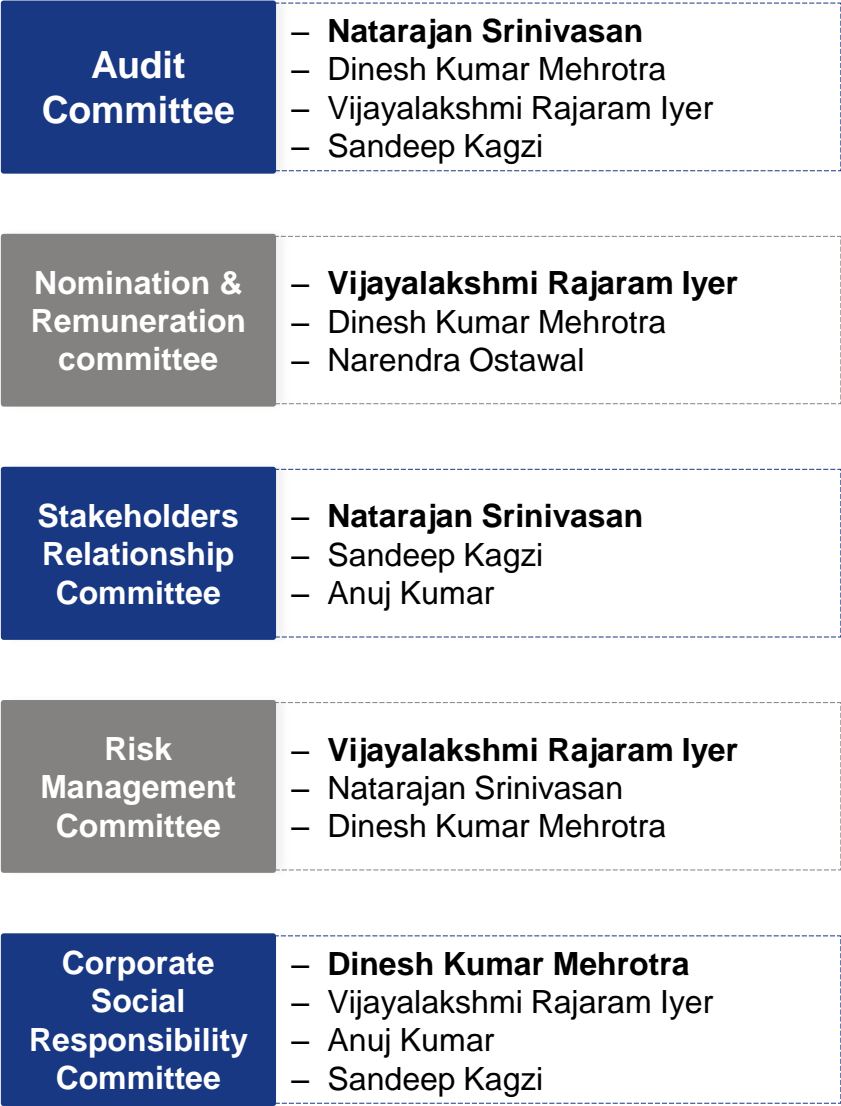 Audit
Committee
– Natarajan Srinivasan
– Dinesh Kumar Mehrotra
– Vijayalakshmi Rajaram Iyer
– Sandeep Kagzi
Nomination &
Remuneration
committee
– Vijayalakshmi Rajaram Iyer
– Dinesh Kumar Mehrotra
– Narendra Ostawal
Stakeholders
Relationship
Committee
– Natarajan Srinivasan
– Sandeep Kagzi
– Anuj Kumar
Risk
Management
Committee
– Vijayalakshmi Rajaram Iyer
– Natarajan Srinivasan
– Dinesh Kumar Mehrotra
Corporate
Social
Responsibility
Committee
– Dinesh Kumar Mehrotra
– Vijayalakshmi Rajaram Iyer
– Anuj Kumar
– Sandeep Kagzi